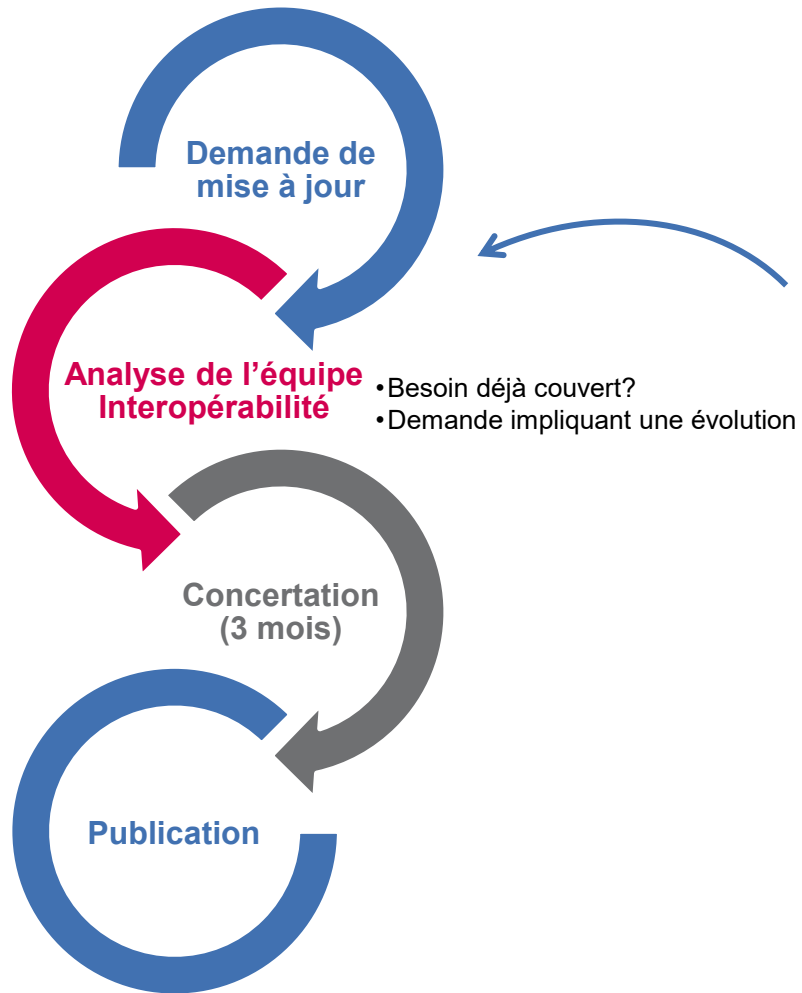 Demande de
mise à jour
Analyse de l’équipe
Interopérabilité
•Besoin déjà couvert?
•Demande impliquant une évolution
Concertation
(3 mois)
Publication